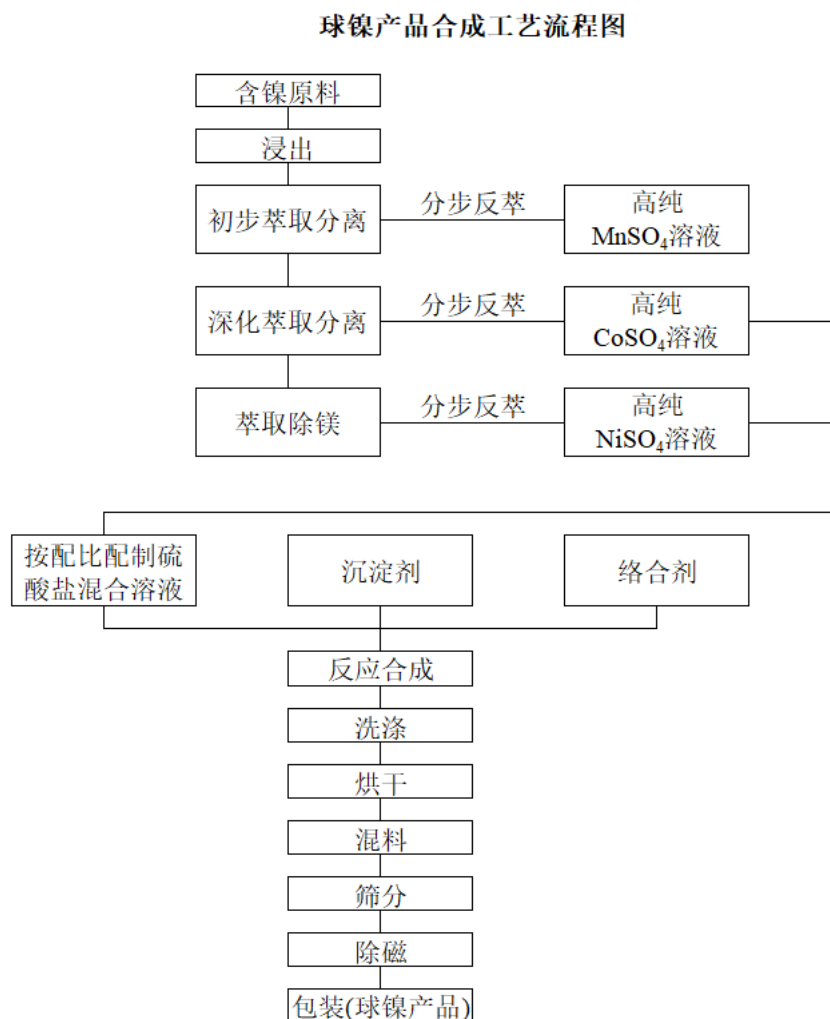 球镍产品合成工艺流程图
含镍原料
浸出
初步萃取分离
分步反萃
高纯
MnSO₄溶液
深化萃取分离
分步反萃
高纯
CoSO₄溶液
萃取除镁
分步反萃
高纯
NiSO₄溶液
按配比配制硫
酸盐混合溶液
沉淀剂
络合剂
反应合成
洗涤
烘干
混料
筛分
除磁
包装(球镍产品)